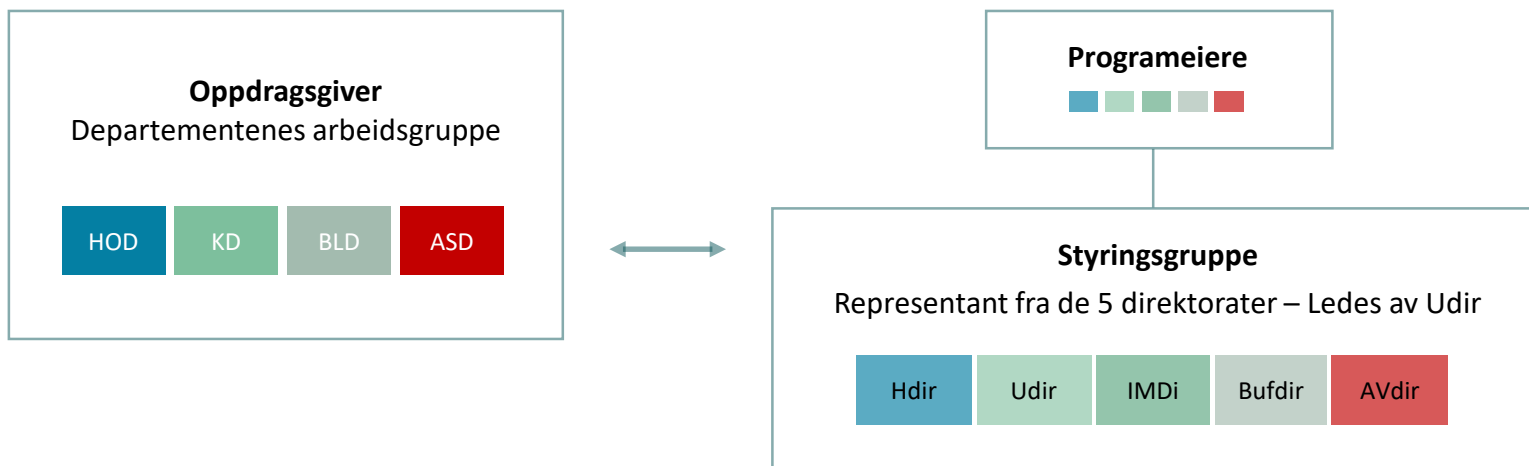 Oppdragsgiver
Departementenes arbeidsgruppe
HOD KD BLD ASD
Programeiere
Styringsgruppe
Representant fra de 5 direktorater – Ledes av Udir
Hdir Udir IMDi Bufdir AVdir